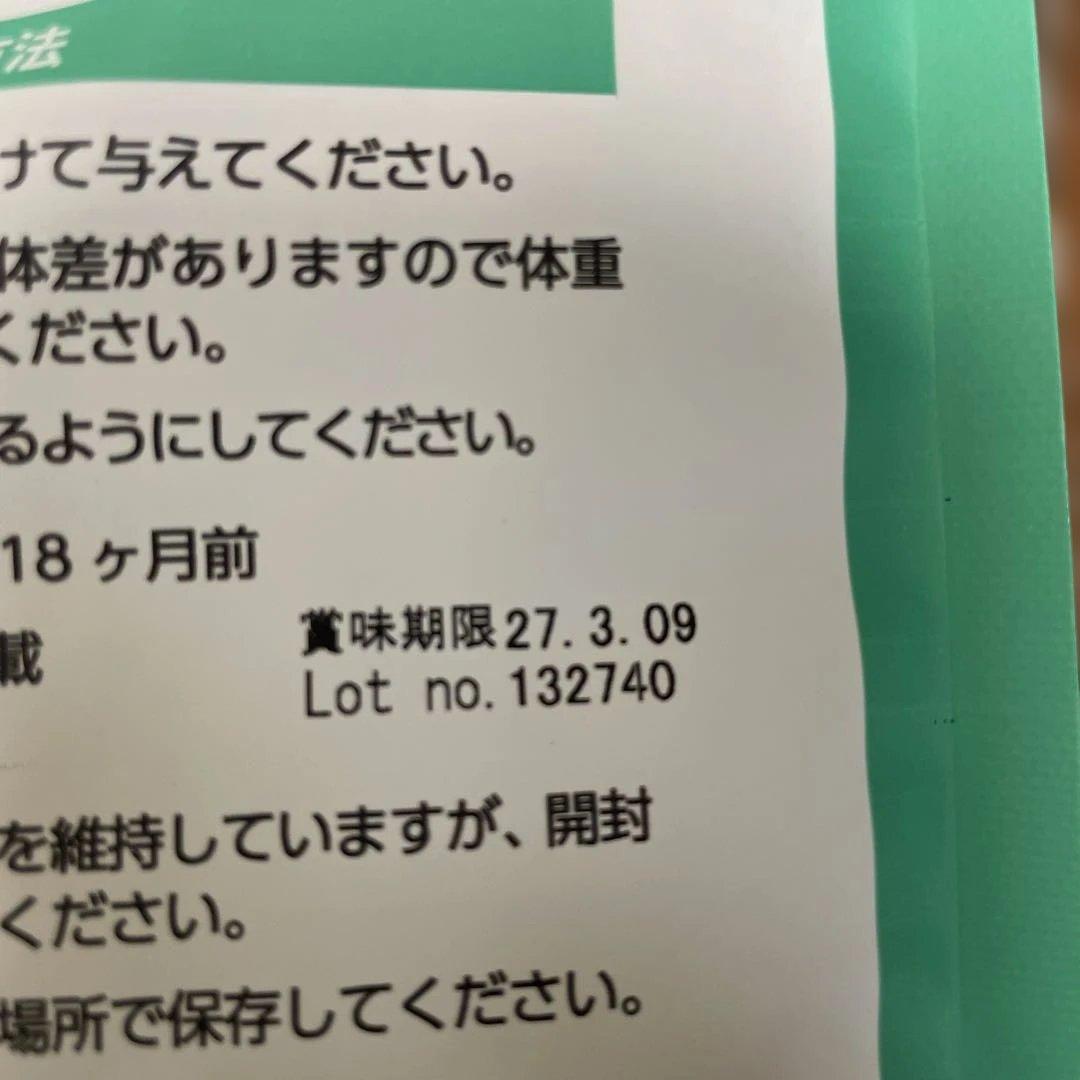 法
けて与えてください。
体差がありますので体重
ください。
るようにしてください。
18ヶ月前
賞味期限27.3.09
載
Lot no.132740
を維持していますが、開封
ください。
場所で保存してください。